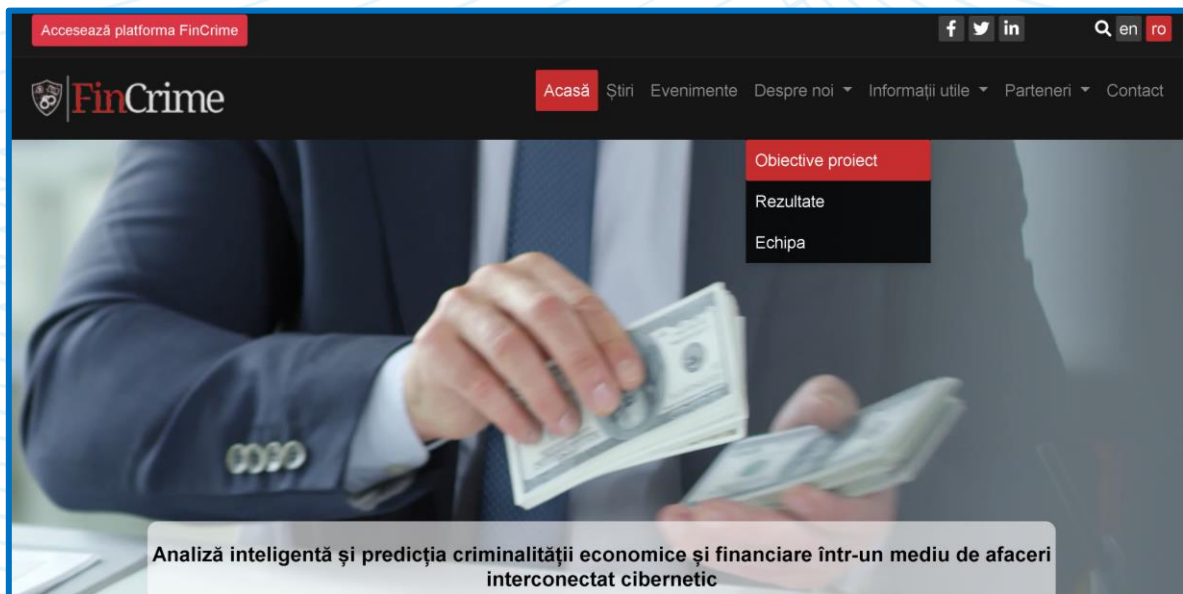 Accesează platforma FinCrime
en ro
FinCrime
Acasă Știri Evenimente Despre noi Informații utile Parteneri Contact
Obiective proiect
Rezultate
Echipa
Analiză inteligentă și predicția criminalității economice și financiare într-un mediu de afaceri
interconectat cibernetic